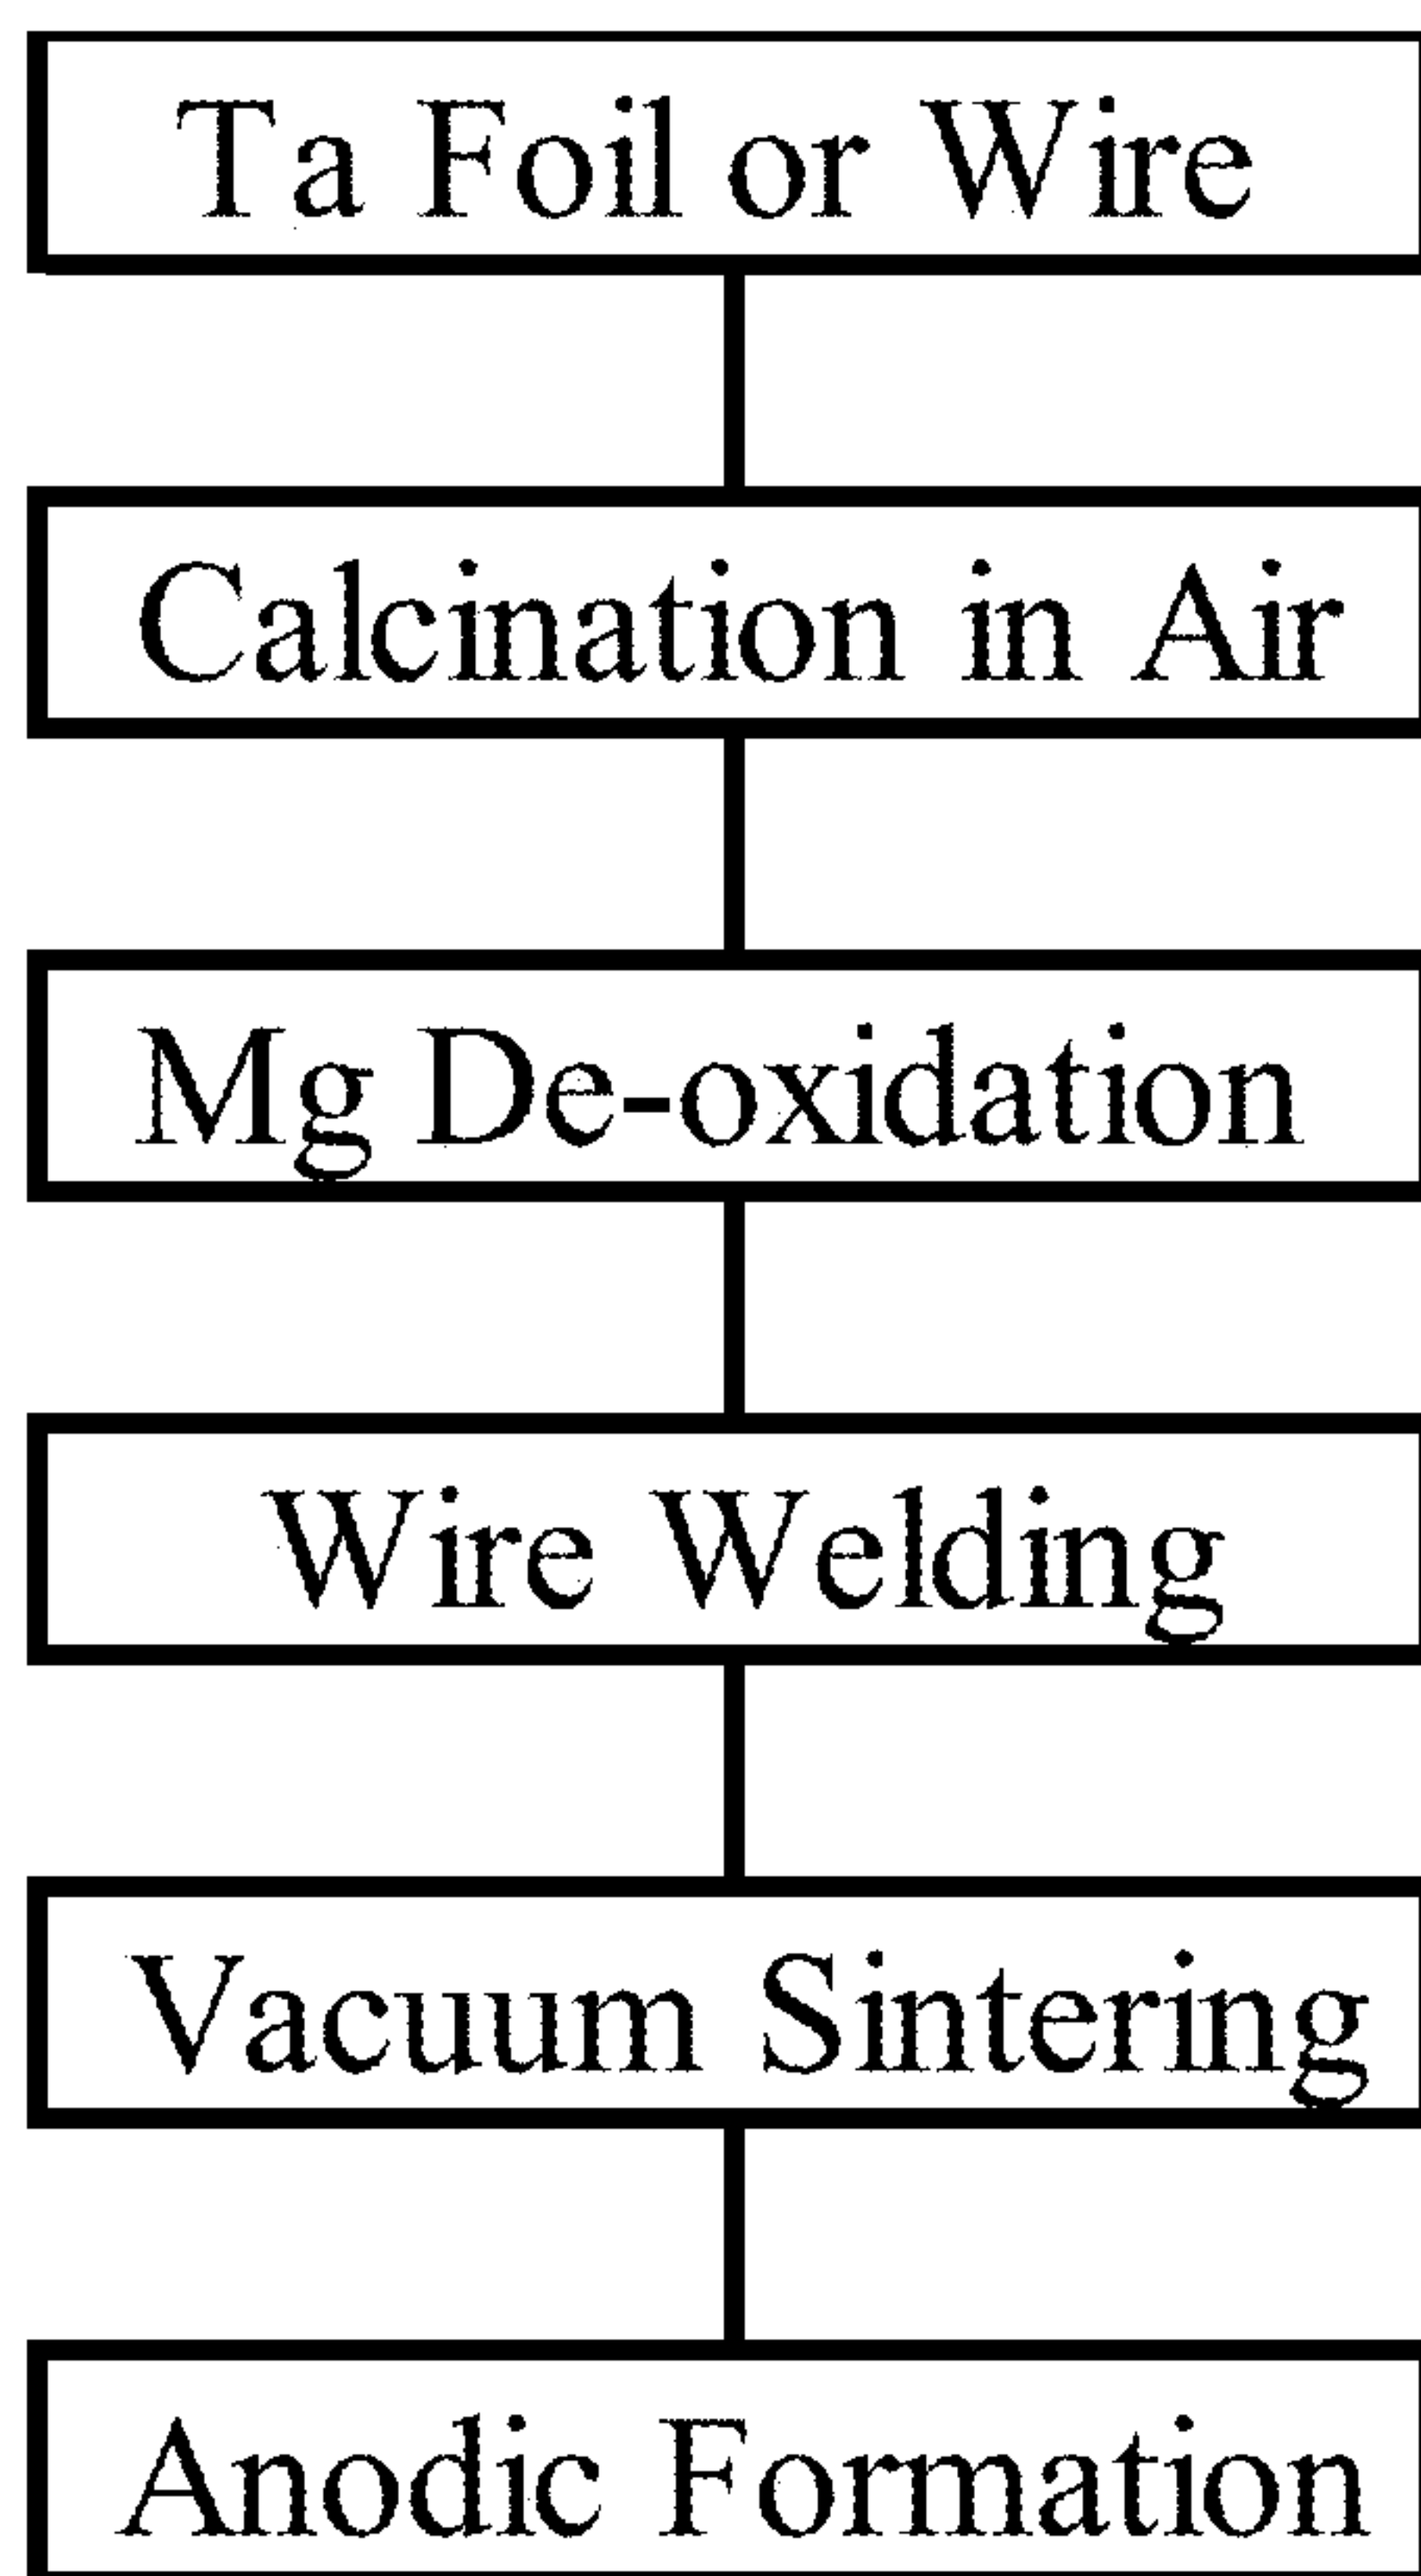 Ta Foil or Wire
Calcination in Air
Mg De-oxidation
Wire Welding
Vacuum Sintering
Anodic Formation